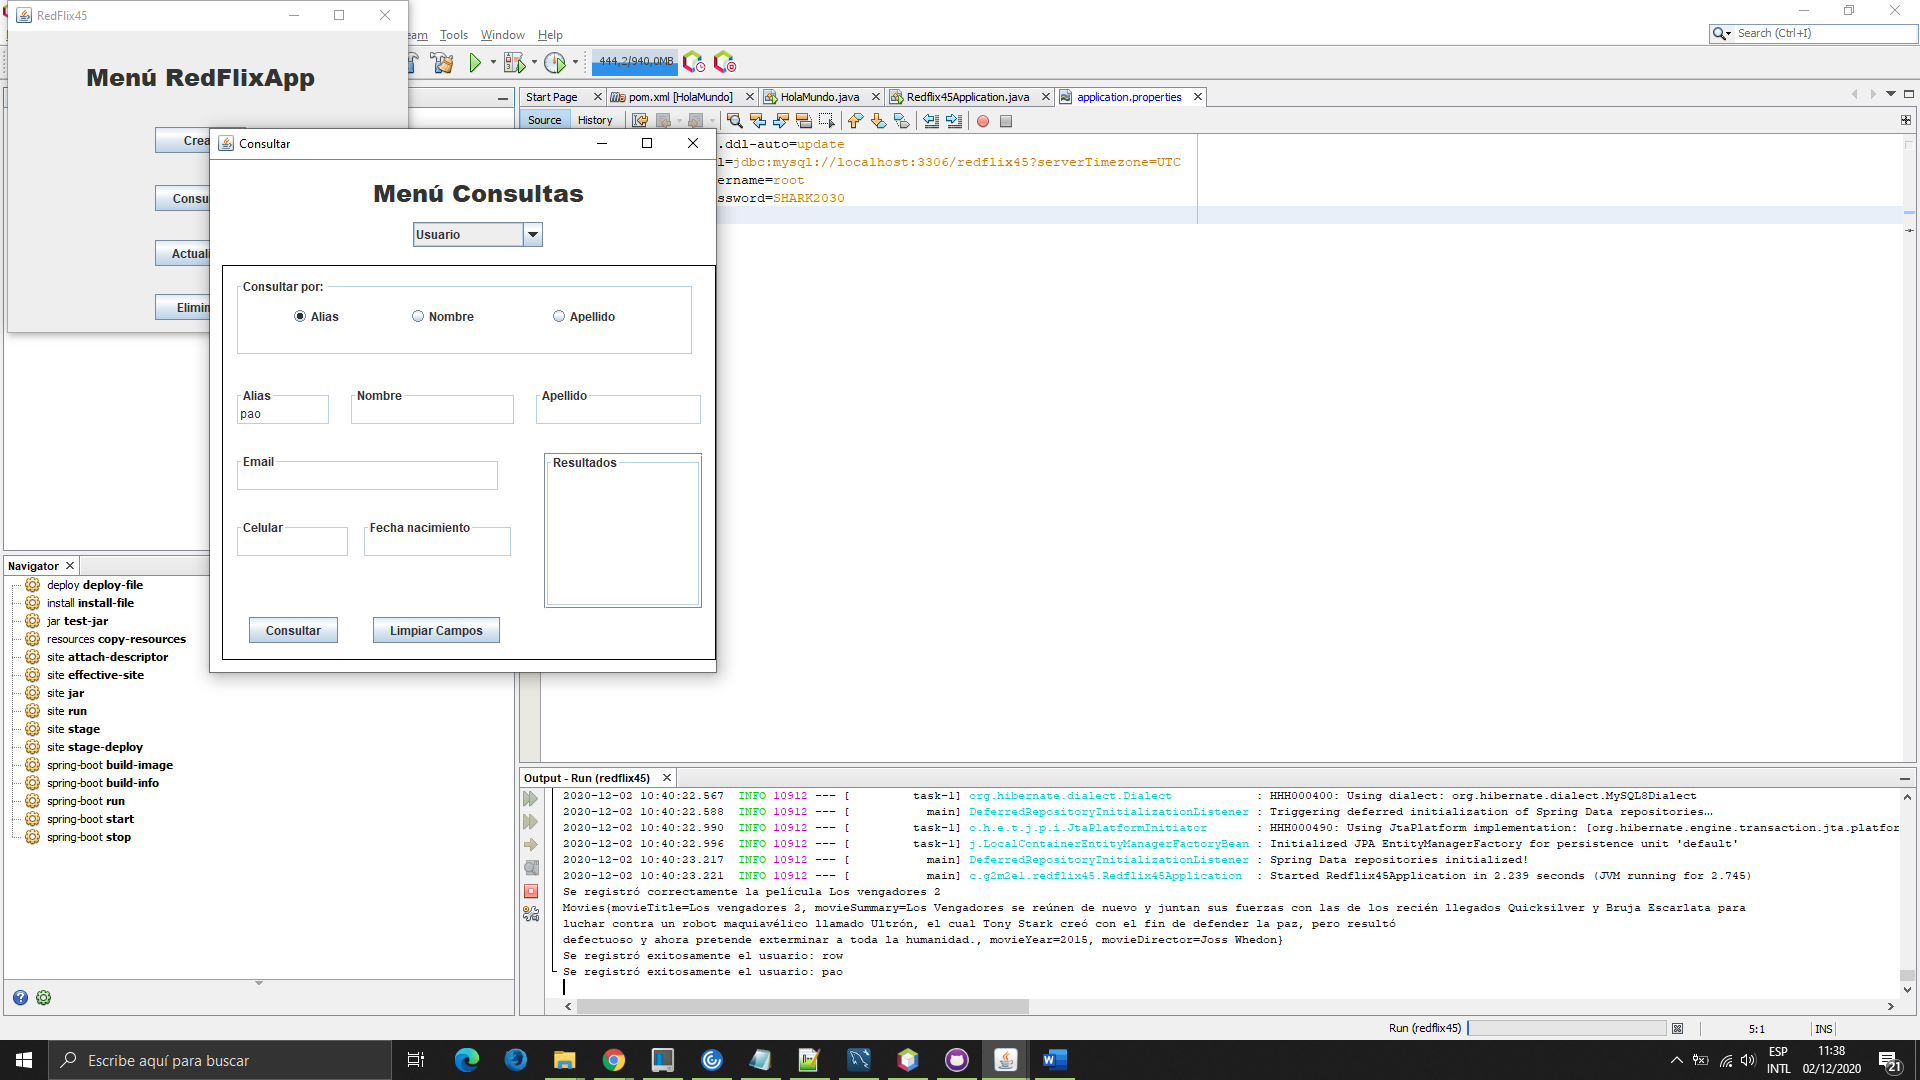 RedFlix45
Menú RedFlixApp
Crea
Consu
Actuali
Elimin
eam Tools Window Help
Search (Ctrl+I)
444,2/940,0MB
Start Page
pom.xml [HolaMundo]
HolaMundo.java
Redflix45Application.java
application.properties
Source History
.ddl-auto=update
l=jdbc:mysql://localhost:3306/redflix45?serverTimezone=UTC
ername=root
ssword=SHARK2030
Consultar
Menú Consultas
Usuario
Consultar por:
Alias Nombre Apellido
Alias Nombre Apellido
pao
Email
Resultados
Celular Fecha nacimiento
Consultar Limpiar Campos
Navigator
deploy deploy-file
install install-file
jar test-jar
resources copy-resources
site attach-descriptor
site effective-site
site jar
site run
site stage
site stage-deploy
spring-boot build-image
spring-boot build-info
spring-boot run
spring-boot start
spring-boot stop
Output - Run (redflix45)
2020-12-02 10:40:22.567 INFO 10912 --- [ task-1] org.hibernate.dialect.Dialect : HHH000400: Using dialect: org.hibernate.dialect.MySQL8Dialect
2020-12-02 10:40:22.588 INFO 10912 --- [ main] DeferredRepositoryInitializationListener : Triggering deferred initialization of Spring Data repositories…
2020-12-02 10:40:22.990 INFO 10912 --- [ task-1] o.h.e.t.j.p.i.JtaPlatformInitiator : HHH000490: Using JtaPlatform implementation: [org.hibernate.engine.transaction.jta.platfor
2020-12-02 10:40:22.996 INFO 10912 --- [ task-1] j.LocalContainerEntityManagerFactoryBean : Initialized JPA EntityManagerFactory for persistence unit 'default'
2020-12-02 10:40:23.217 INFO 10912 --- [ main] DeferredRepositoryInitializationListener : Spring Data repositories initialized!
2020-12-02 10:40:23.221 INFO 10912 --- [ main] c.g2m2e1.redflix45.Redflix45Application : Started Redflix45Application in 2.239 seconds (JVM running for 2.745)
Se registró correctamente la película Los vengadores 2
Movies{movieTitle=Los vengadores 2, movieSummary=Los Vengadores se reúnen de nuevo y juntan sus fuerzas con las de los recién llegados Quicksilver y Bruja Escarlata para
luchar contra un robot maquiavélico llamado Ultrón, el cual Tony Stark creó con el fin de defender la paz, pero resultó
defectuoso y ahora pretende exterminar a toda la humanidad., movieYear=2015, movieDirector=Joss Whedon}
Se registró exitosamente el usuario: row
Se registró exitosamente el usuario: pao
Run (redflix45)
5:1
INS
Escribe aquí para buscar
ESP
INTL
11:38
02/12/2020
21